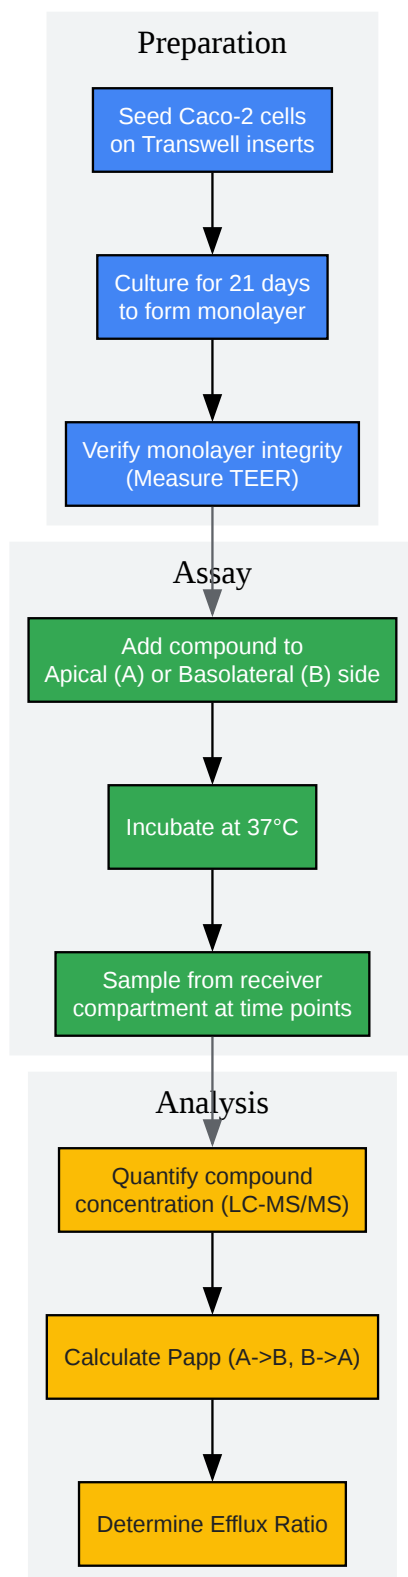 Preparation
Seed Caco-2 cells
on Transwell inserts
Culture for 21 days
to form monolayer
Verify monolayer integrity
(Measure TEER)
Assay
Add compound to
Apical (A) or Basolateral (B) side
Incubate at 37°C
Sample from receiver
compartment at time points
Analysis
Quantify compound
concentration (LC-MS/MS)
Calculate Papp (A->B, B->A)
Determine Efflux Ratio